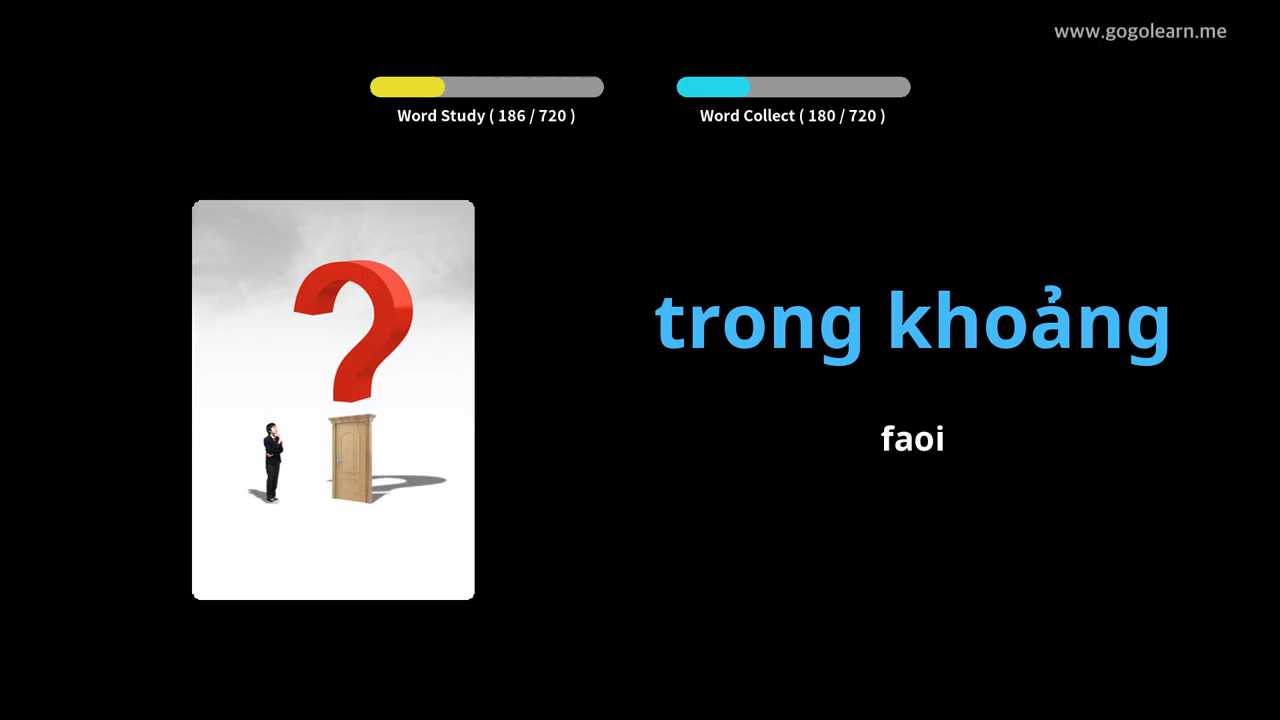 www.gogolearn.me
Word Study ( 186 / 720 )
Word Collect ( 180 / 720 )
trong khoảng
faoi